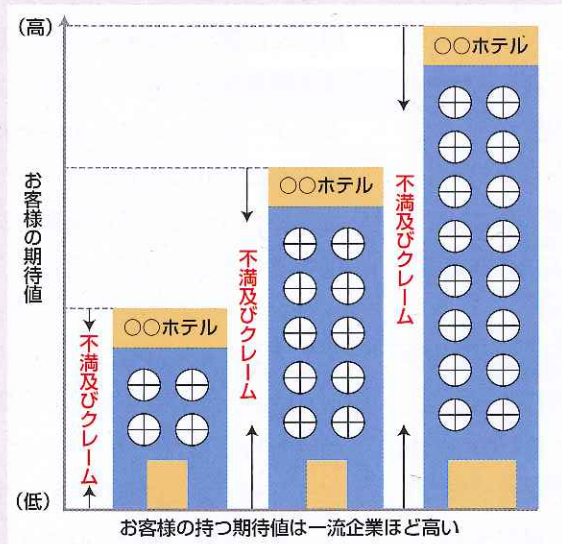 (高)
お客様の期待値
(低)
○○ホテル
不満及びクレーム
○○ホテル
不満及びクレーム
○○ホテル
不満及びクレーム
お客様の持つ期待値は一流企業ほど高い